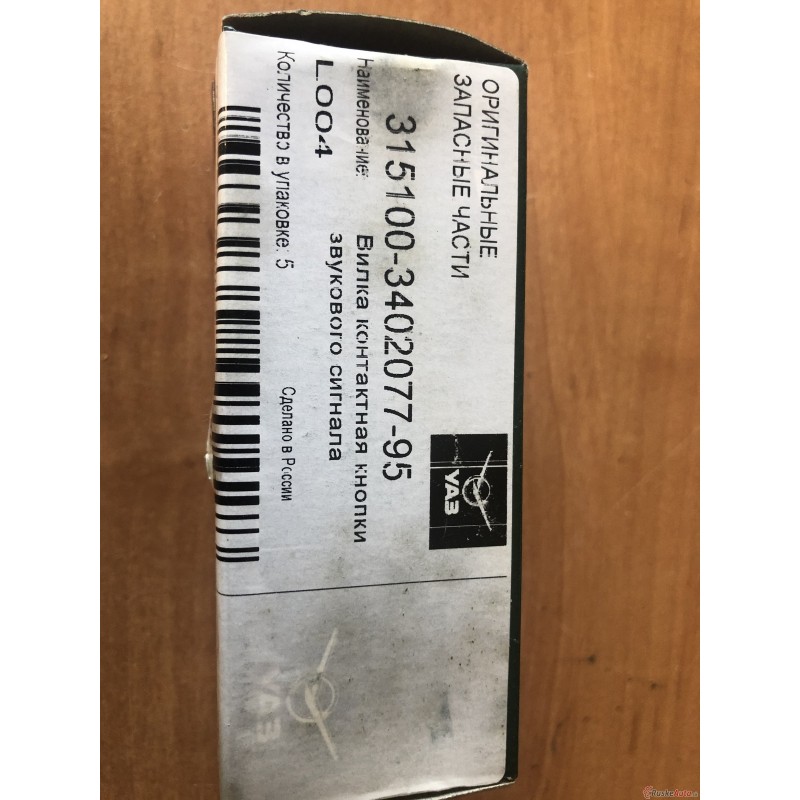 ОРИГИНАЛЬНЫЕ
ЗАПАСНЫЕ ЧАСТИ
УАЗ
315100-3402077-95
Наименование: Вилка контактная кнопки
звукового сигнала
L004
Количество в упаковке: 5
Сделано в России
УАЗ